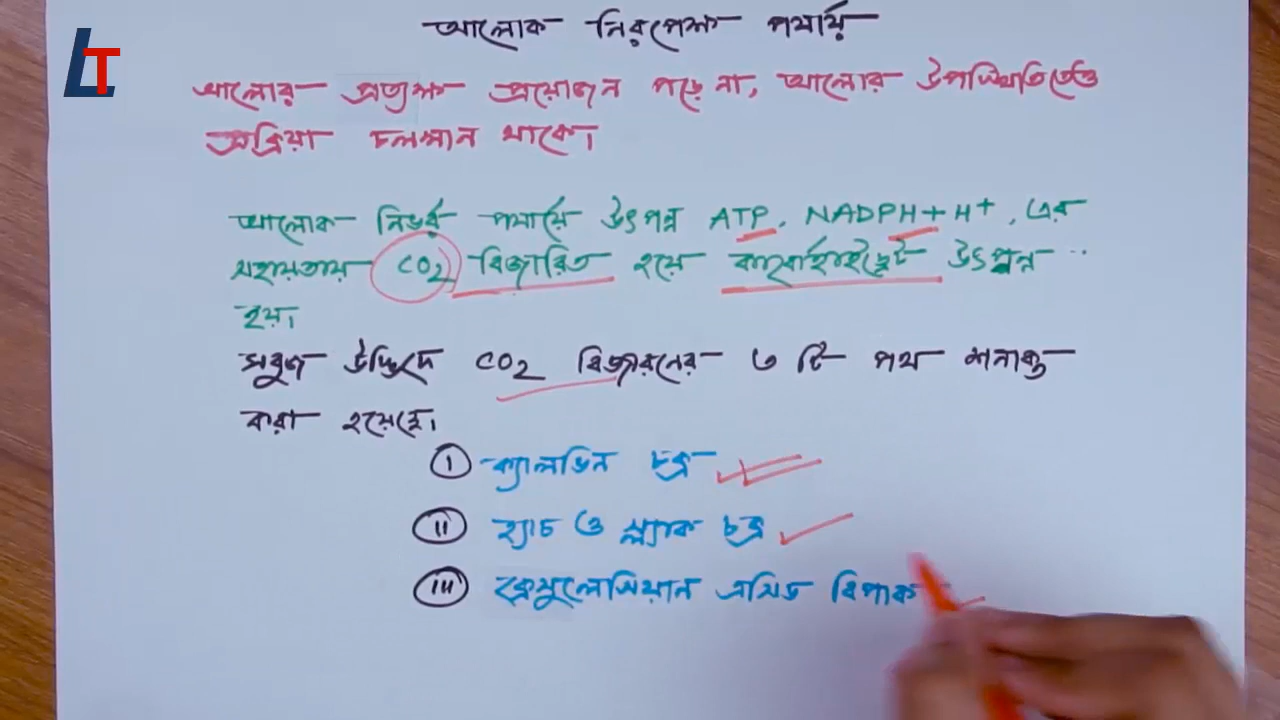 LT
আলোক নিরপেক্ষ পর্যায়
আলোর প্রত্যক্ষ প্রয়োজন পড়ে না, আলোর উপস্থিতিতেও
প্রক্রিয়া চলমান থাকে।
আলোক নির্ভর পর্যায়ে উৎপন্ন ATP, NADPH+H⁺, এর
সহায়তায় CO₂ বিজারিত হয়ে কার্বোহাইড্রেট উৎপন্ন
হয়।
সবুজ উদ্ভিদে CO₂ বিজারনের ৩ টি পথ শনাক্ত
করা হয়েছে।
i ক্যালভিন চক্র
ii হ্যাচ ও স্ল্যাক চক্র
iii ক্রেসুলেসিয়ান এসিড বিপাক